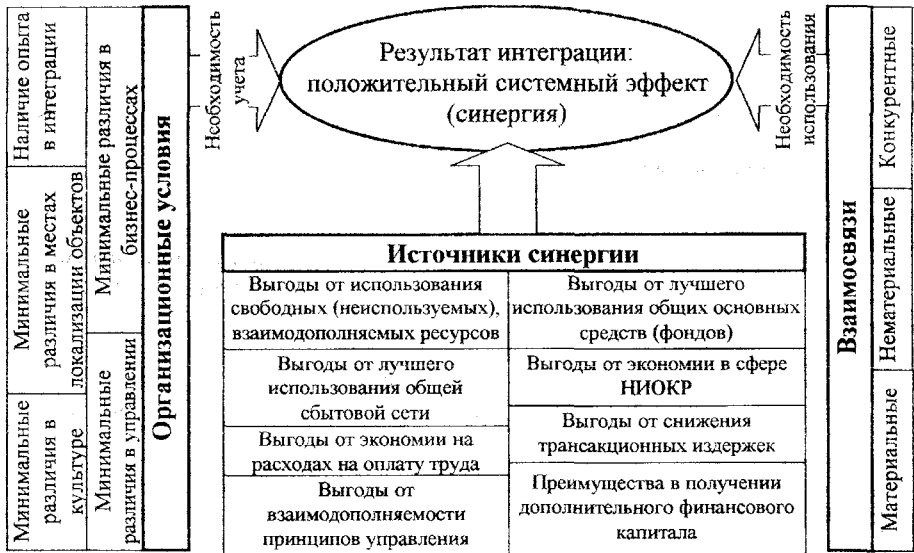 Наличие опыта
в интеграции
Минимальные
различия в местах
локализации объектов
Минимальные
различия в
культуре
Минимальные различия в
бизнес-процессах
Минимальные
различия в управлении
Организационные условия
Необходимость
учета
Результат интеграции:
положительный системный эффект
(синергия)
Необходимость
использования
Источники синергии
Выгоды от использования
свободных (неиспользуемых),
взаимодополняемых ресурсов
Выгоды от лучшего
использования общей
сбытовой сети
Выгоды от экономии на
расходах на оплату труда
Выгоды от
взаимодополняемости
принципов управления
Выгоды от лучшего
использования общих основных
средств (фондов)
Выгоды от экономии в сфере
НИОКР
Выгоды от снижения
трансакционных издержек
Преимущества в получении
дополнительного финансового
капитала
Взаимосвязи
Конкурентные
Нематериальные
Материальные